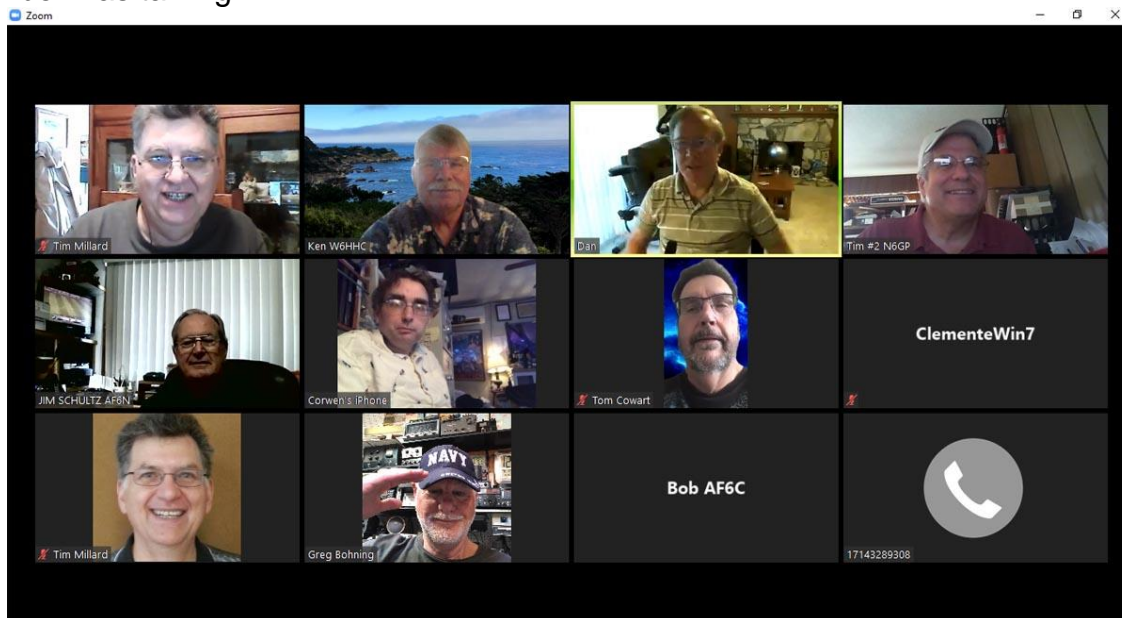 Zoom
Tim Millard
Ken W6HHC
Dan
Tim #2 N6GP
JIM SCHULTZ AF6N
Corwen's iPhone
Tom Cowart
ClementeWin7
Tim Millard
Greg Bohning
NAVY
Bob AF6C
17143289308